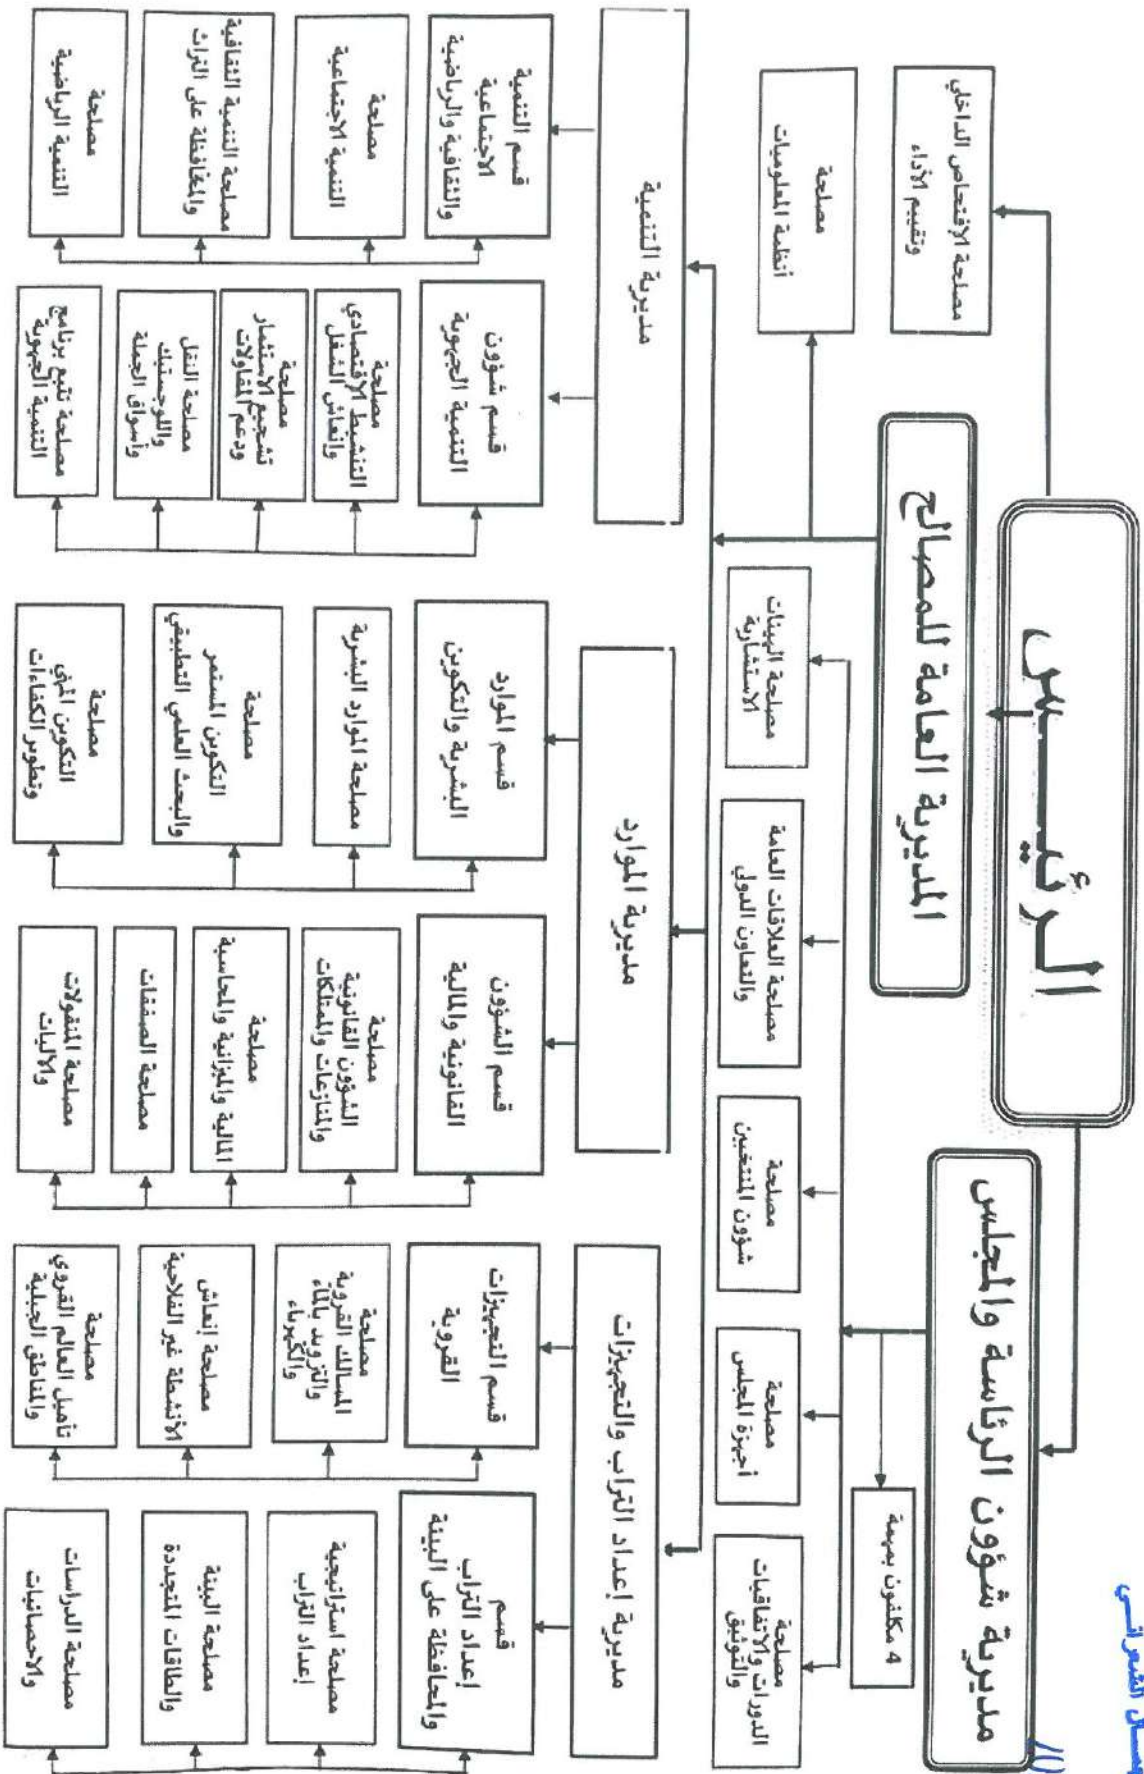 الرئيس
المديرية العامة للمصالح
مديرية شؤون الرئاسة والمجلس
مصلحة الإفتحاص الداخلي
وتقييم الأداء
مصلحة
أنظمة المعلوميات
4 مكلفون بمهمة
مصلحة الهيئات
الاستشارية
مصلحة العلاقات العامة
والتعاون الدولي
مصلحة
شؤون المنتخبين
مصلحة
أجهزة المجلس
مصلحة
الدورات والاتفاقيات
والتوثيق
مديرية التنمية
مديرية الموارد
مديرية إعداد التراب والتجهيزات
قسم التنمية
الاجتماعية
والثقافية والرياضية
مصلحة
التنمية الاجتماعية
مصلحة التنمية الثقافية
والمحافظة على التراث
مصلحة
التنمية الرياضية
قسم شؤون
التنمية الجهوية
مصلحة
التنشيط الاقتصادي
وإنعاش الشغل
مصلحة
تشجيع الاستثمار
ودعم المقاولات
مصلحة النقل
واللوجستيك
وأسواق الجملة
مصلحة تتبع برنامج
التنمية الجهوية
قسم الموارد
البشرية والتكوين
مصلحة الموارد البشرية
مصلحة
التكوين المستمر
والبحث العلمي التطبيقي
مصلحة
التكوين المهني
وتطوير الكفاءات
قسم الشؤون
القانونية والمالية
مصلحة
الشؤون القانونية
والمنازعات والممتلكات
مصلحة
المالية والميزانية والمحاسبة
مصلحة الصفقات
مصلحة المنقولات
والآليات
قسم التجهيزات
القروية
مصلحة
المسالك القروية
والتزويد بالماء
والكهرباء
مصلحة إنعاش
الأنشطة غير الفلاحية
مصلحة
تأهيل العالم القروي
والمناطق الجبلية
قسم
إعداد التراب
والمحافظة على البيئة
مصلحة استراتيجية
إعداد التراب
مصلحة البيئة
والطاقات المتجددة
مصلحة الدراسات
والاحصائيات
الشعراني